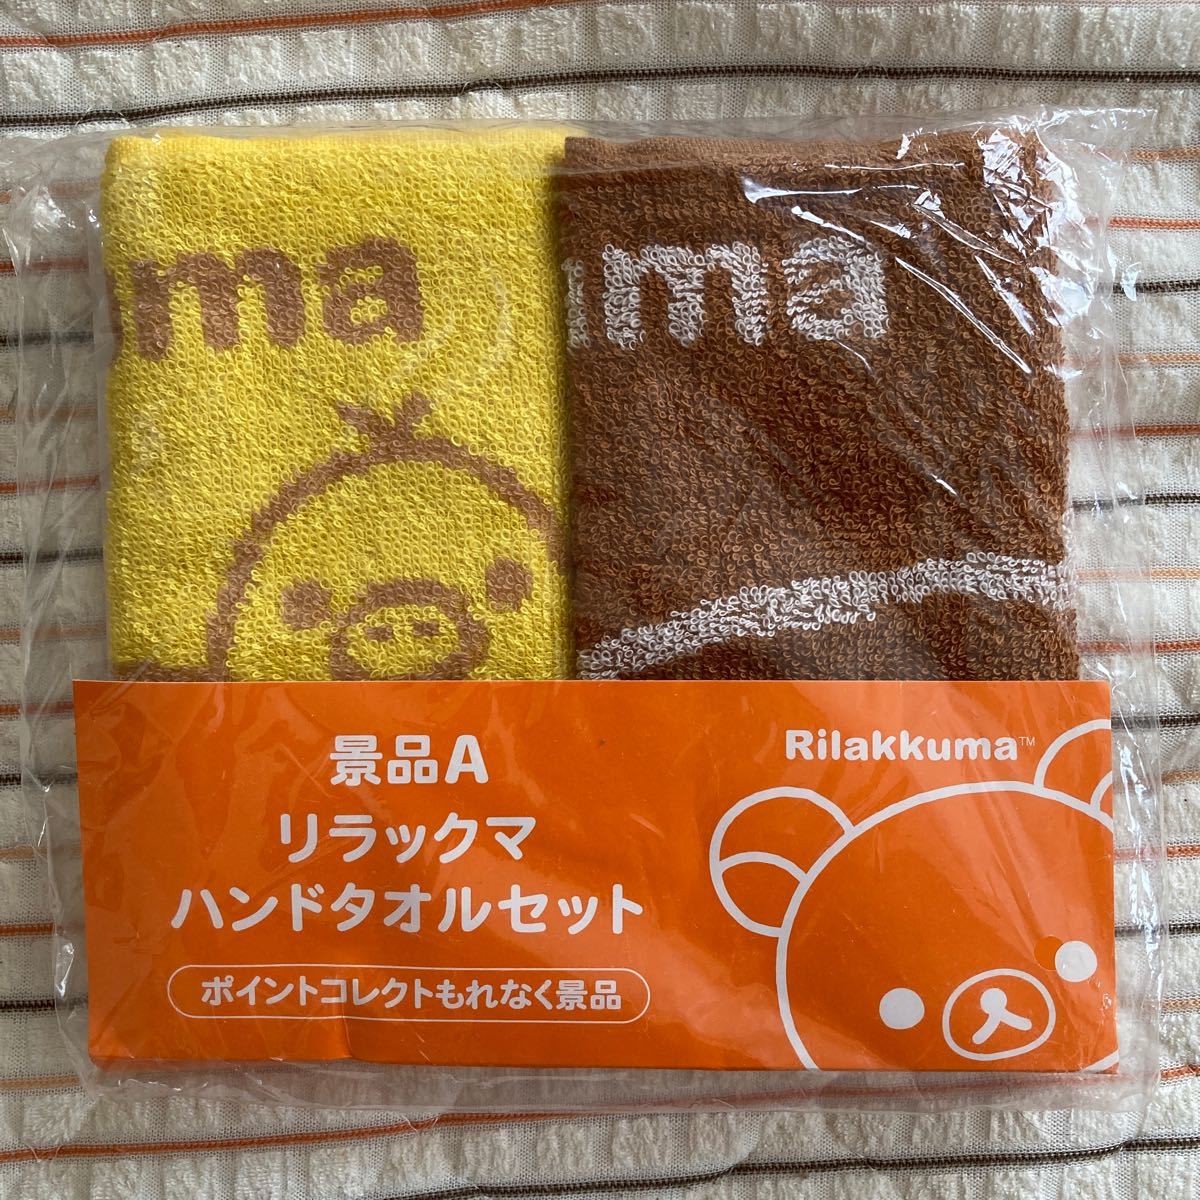 ma
ma
景品A
リラックマ
ハンドタオルセット
ポイントコレクトもれなく景品
Rilakkuma™